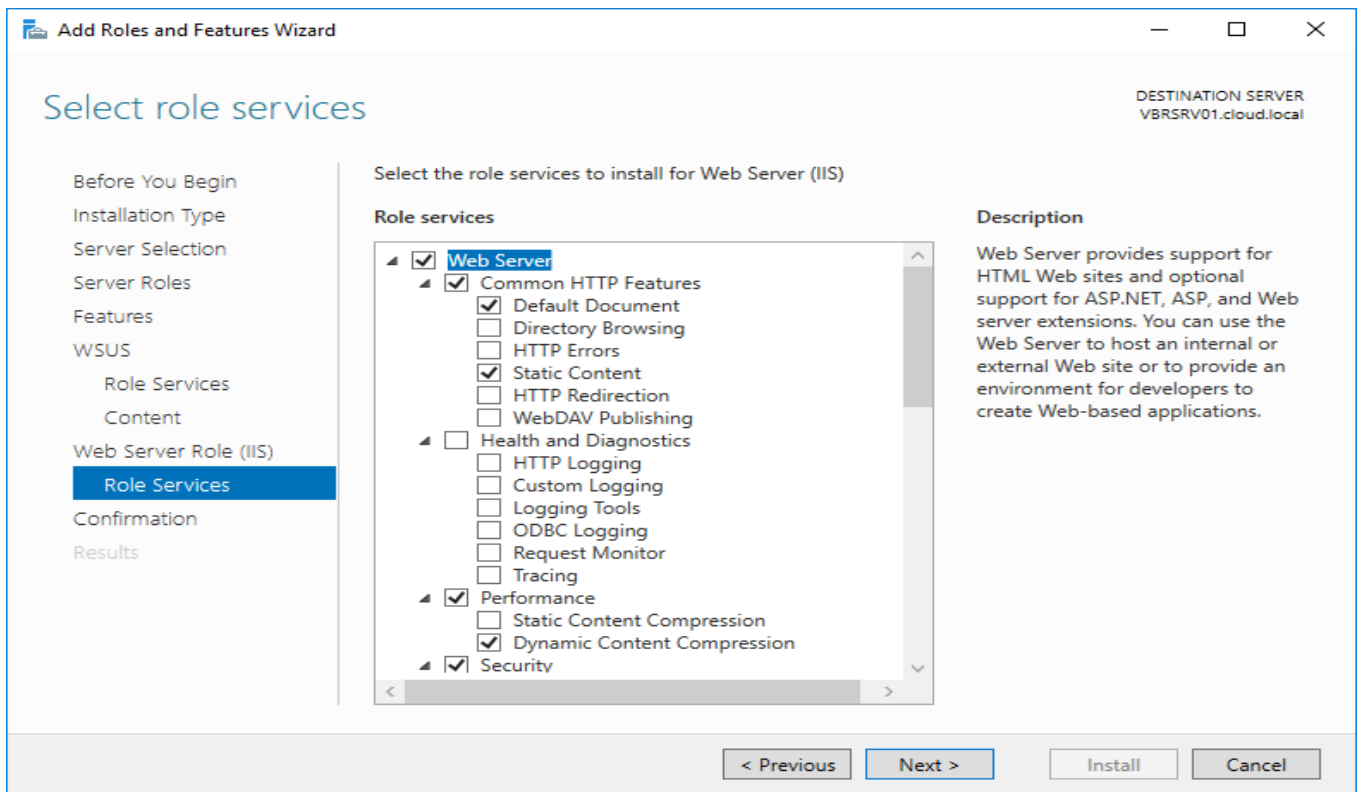 Add Roles and Features Wizard
Select role services
DESTINATION SERVER
VBRSRV01.cloud.local
Before You Begin
Installation Type
Server Selection
Server Roles
Features
WSUS
Role Services
Content
Web Server Role (IIS)
Role Services
Confirmation
Results
Select the role services to install for Web Server (IIS)
Role services
Web Server
Common HTTP Features
Default Document
Directory Browsing
HTTP Errors
Static Content
HTTP Redirection
WebDAV Publishing
Health and Diagnostics
HTTP Logging
Custom Logging
Logging Tools
ODBC Logging
Request Monitor
Tracing
Performance
Static Content Compression
Dynamic Content Compression
Security
Description
Web Server provides support for
HTML Web sites and optional
support for ASP.NET, ASP, and Web
server extensions. You can use the
Web Server to host an internal or
external Web site or to provide an
environment for developers to
create Web-based applications.
< Previous
Next >
Install
Cancel